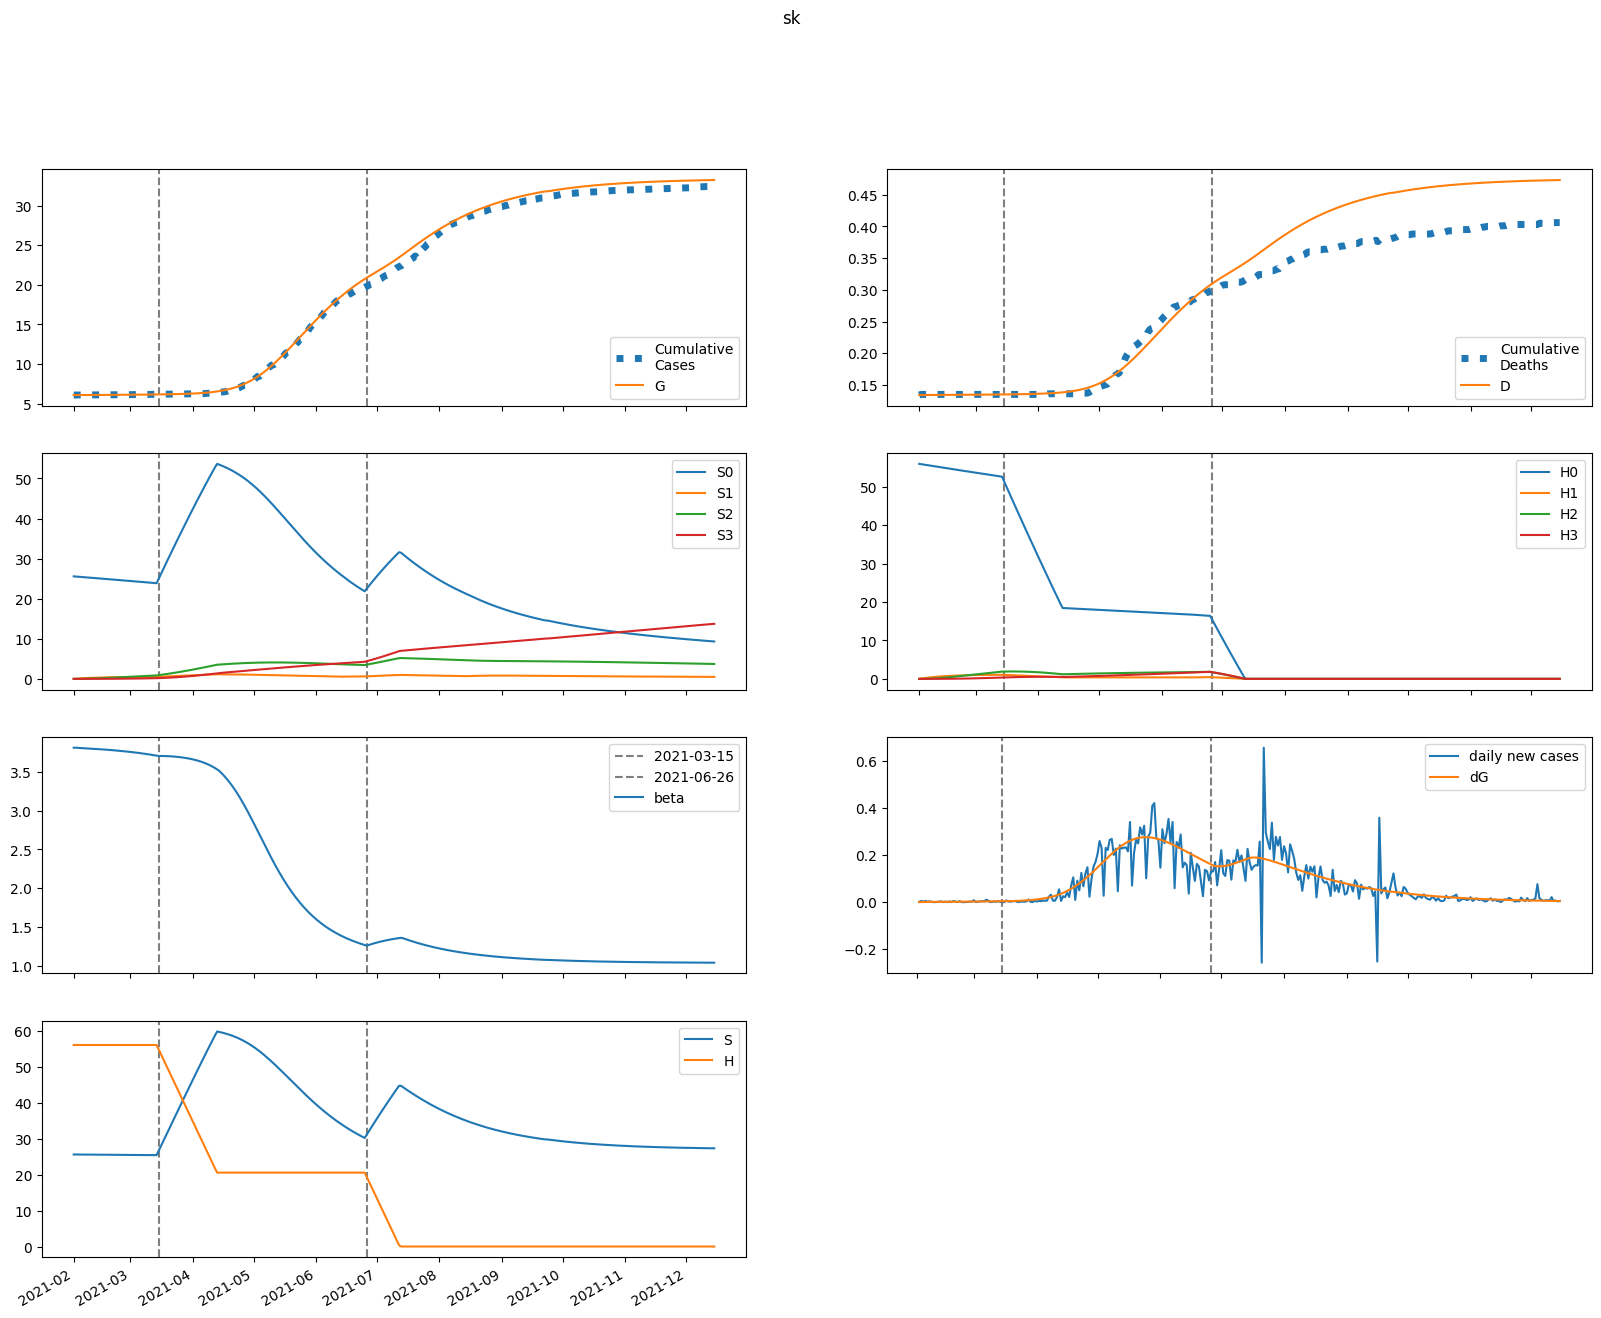 sk
30
25
20
15
10
5
Cumulative
Cases
G
0.45
0.40
0.35
0.30
0.25
0.20
0.15
Cumulative
Deaths
D
50
40
30
20
10
0
S0
S1
S2
S3
50
40
30
20
10
0
H0
H1
H2
H3
3.5
3.0
2.5
2.0
1.5
1.0
2021-03-15
2021-06-26
beta
0.6
0.4
0.2
0.0
−0.2
daily new cases
dG
60
50
40
30
20
10
0
S
H
2021-02
2021-03
2021-04
2021-05
2021-06
2021-07
2021-08
2021-09
2021-10
2021-11
2021-12